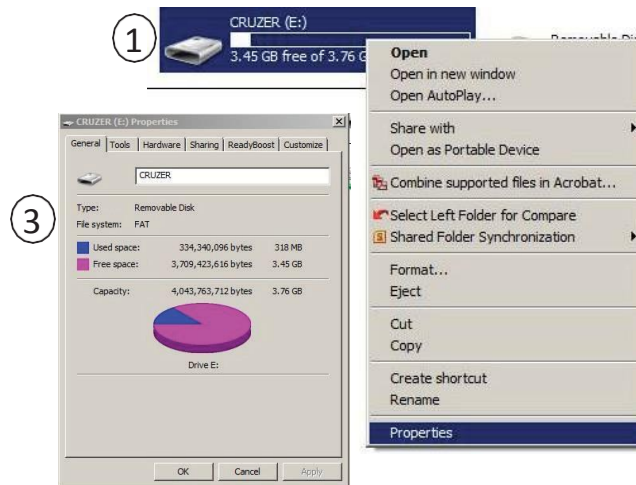 1
CRUZER (E:)
3.45 GB free of 3.76 G
Open
Open in new window
Open AutoPlay...
Share with
Open as Portable Device
Combine supported files in Acrobat...
Select Left Folder for Compare
Shared Folder Synchronization
Format...
Eject
Cut
Copy
Create shortcut
Rename
Properties
3
CRUZER (E:) Properties
General Tools Hardware Sharing ReadyBoost Customize
CRUZER
Type: Removable Disk
File system: FAT
Used space: 334,340,096 bytes 318 MB
Free space: 3,709,423,616 bytes 3.45 GB
Capacity: 4,043,763,712 bytes 3.76 GB
Drive E:
OK Cancel Apply